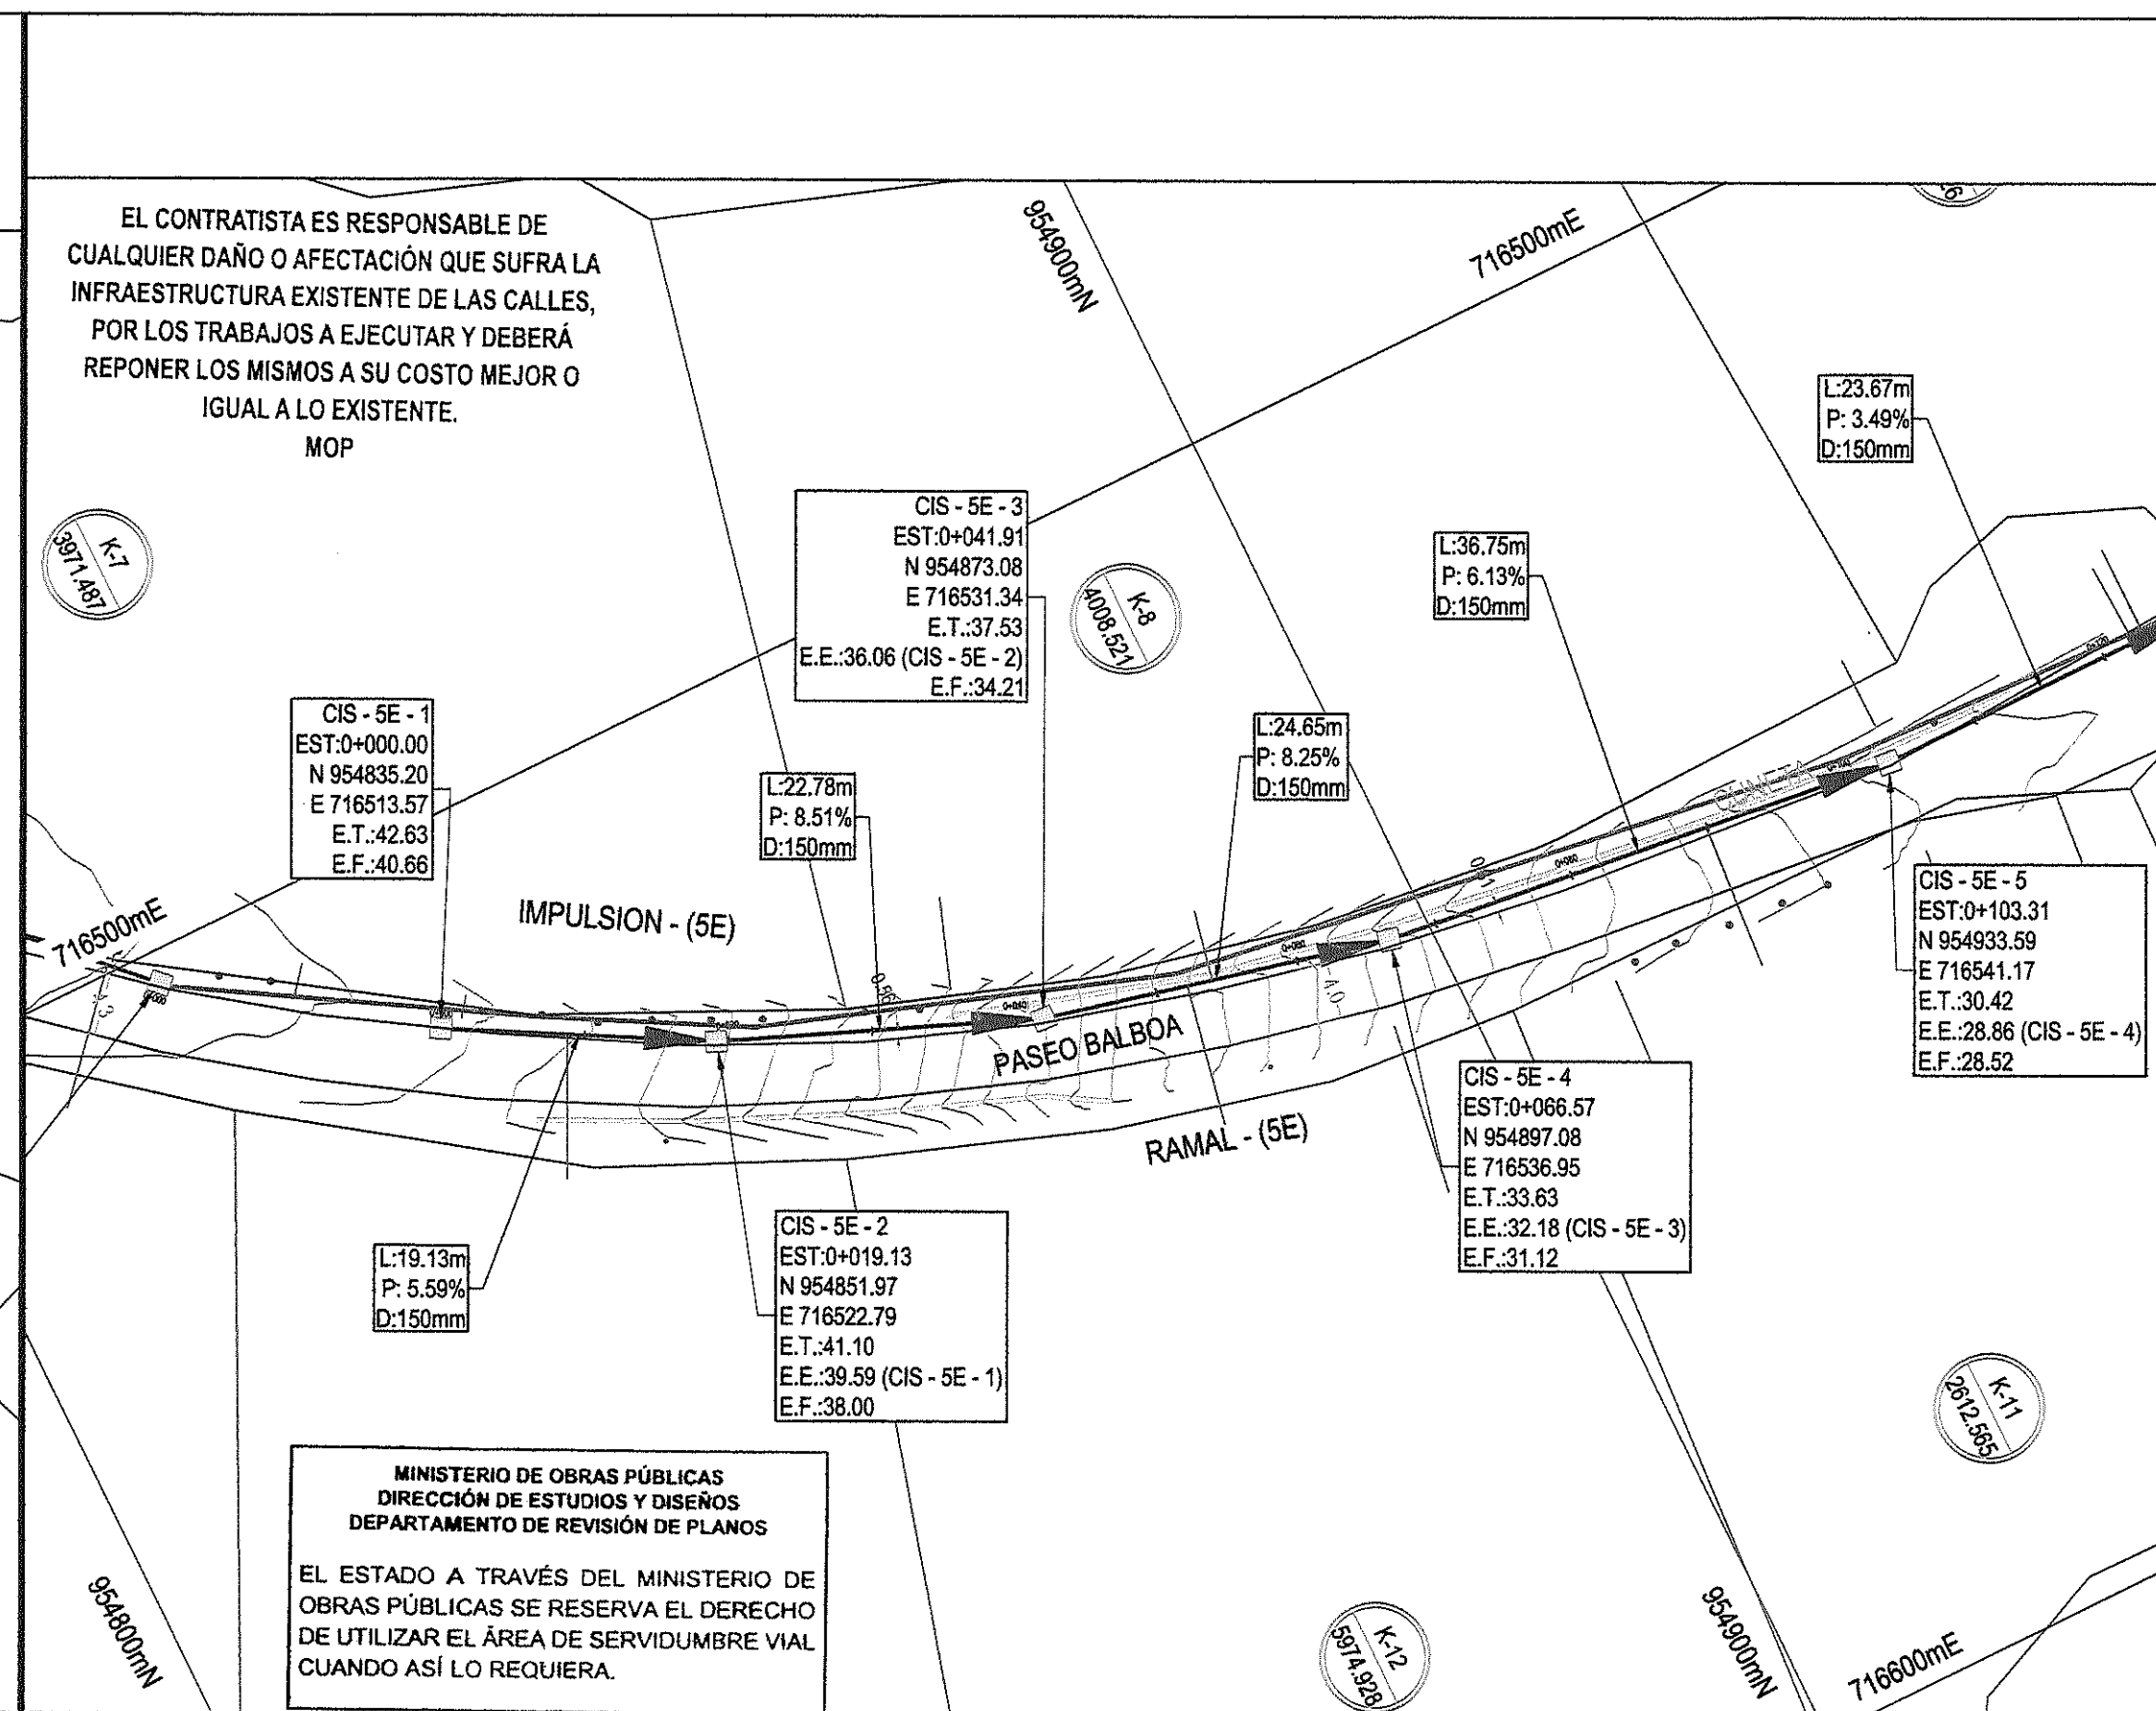 EL CONTRATISTA ES RESPONSABLE DE
CUALQUIER DAÑO O AFECTACIÓN QUE SUFRA LA
INFRAESTRUCTURA EXISTENTE DE LAS CALLES,
POR LOS TRABAJOS A EJECUTAR Y DEBERÁ
REPONER LOS MISMOS A SU COSTO MEJOR O
IGUAL A LO EXISTENTE.
MOP
954900mN
716500mE
L:23.67m
P: 3.49%
D:150mm
K-7
3971.487
CIS - 5E - 3
EST:0+041.91
N 954873.08
E 716531.34
E.T.:37.53
E.E.:36.06 (CIS - 5E - 2)
E.F.:34.21
K-8
4008.521
L:36.75m
P: 6.13%
D:150mm
CIS - 5E - 1
EST:0+000.00
N 954835.20
E 716513.57
E.T.:42.63
E.F.:40.66
L:22.78m
P: 8.51%
D:150mm
L:24.65m
P: 8.25%
D:150mm
716500mE
IMPULSION - (5E)
0.56
0+040
0+060
0+080
CUNETA
PASEO BALBOA
RAMAL - (5E)
CIS - 5E - 5
EST:0+103.31
N 954933.59
E 716541.17
E.T.:30.42
E.E.:28.86 (CIS - 5E - 4)
E.F.:28.52
CIS - 5E - 4
EST:0+066.57
N 954897.08
E 716536.95
E.T.:33.63
E.E.:32.18 (CIS - 5E - 3)
E.F.:31.12
L:19.13m
P: 5.59%
D:150mm
CIS - 5E - 2
EST:0+019.13
N 954851.97
E 716522.79
E.T.:41.10
E.E.:39.59 (CIS - 5E - 1)
E.F.:38.00
K-11
2612.565
MINISTERIO DE OBRAS PÚBLICAS
DIRECCIÓN DE ESTUDIOS Y DISEÑOS
DEPARTAMENTO DE REVISIÓN DE PLANOS
EL ESTADO A TRAVÉS DEL MINISTERIO DE
OBRAS PÚBLICAS SE RESERVA EL DERECHO
DE UTILIZAR EL ÁREA DE SERVIDUMBRE VIAL
CUANDO ASÍ LO REQUIERA.
954800mN
K-12
5974.928
954900mN
716600mE